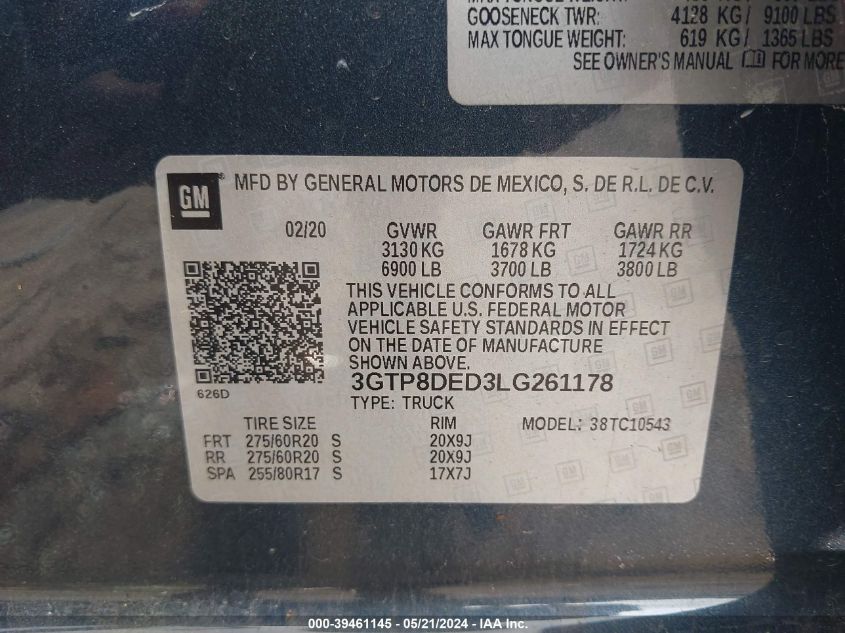 GOOSENECK TWR: 4128 KG/ 9100 LBS
MAX TONGUE WEIGHT: 619 KG/ 1365 LBS
SEE OWNER'S MANUAL FOR MORE
GM MFD BY GENERAL MOTORS DE MEXICO, S. DE R.L. DE C.V.
02/20 GVWR GAWR FRT GAWR RR
3130 KG 1678 KG 1724 KG
6900 LB 3700 LB 3800 LB
THIS VEHICLE CONFORMS TO ALL
APPLICABLE U.S. FEDERAL MOTOR
VEHICLE SAFETY STANDARDS IN EFFECT
ON THE DATE OF MANUFACTURE
SHOWN ABOVE.
626D
3GTP8DED3LG261178
TYPE: TRUCK
TIRE SIZE RIM MODEL: 38TC10543
FRT 275/60R20 S 20X9J
RR 275/60R20 S 20X9J
SPA 255/80R17 S 17X7J
000-39461145 - 05/21/2024 - IAA Inc.